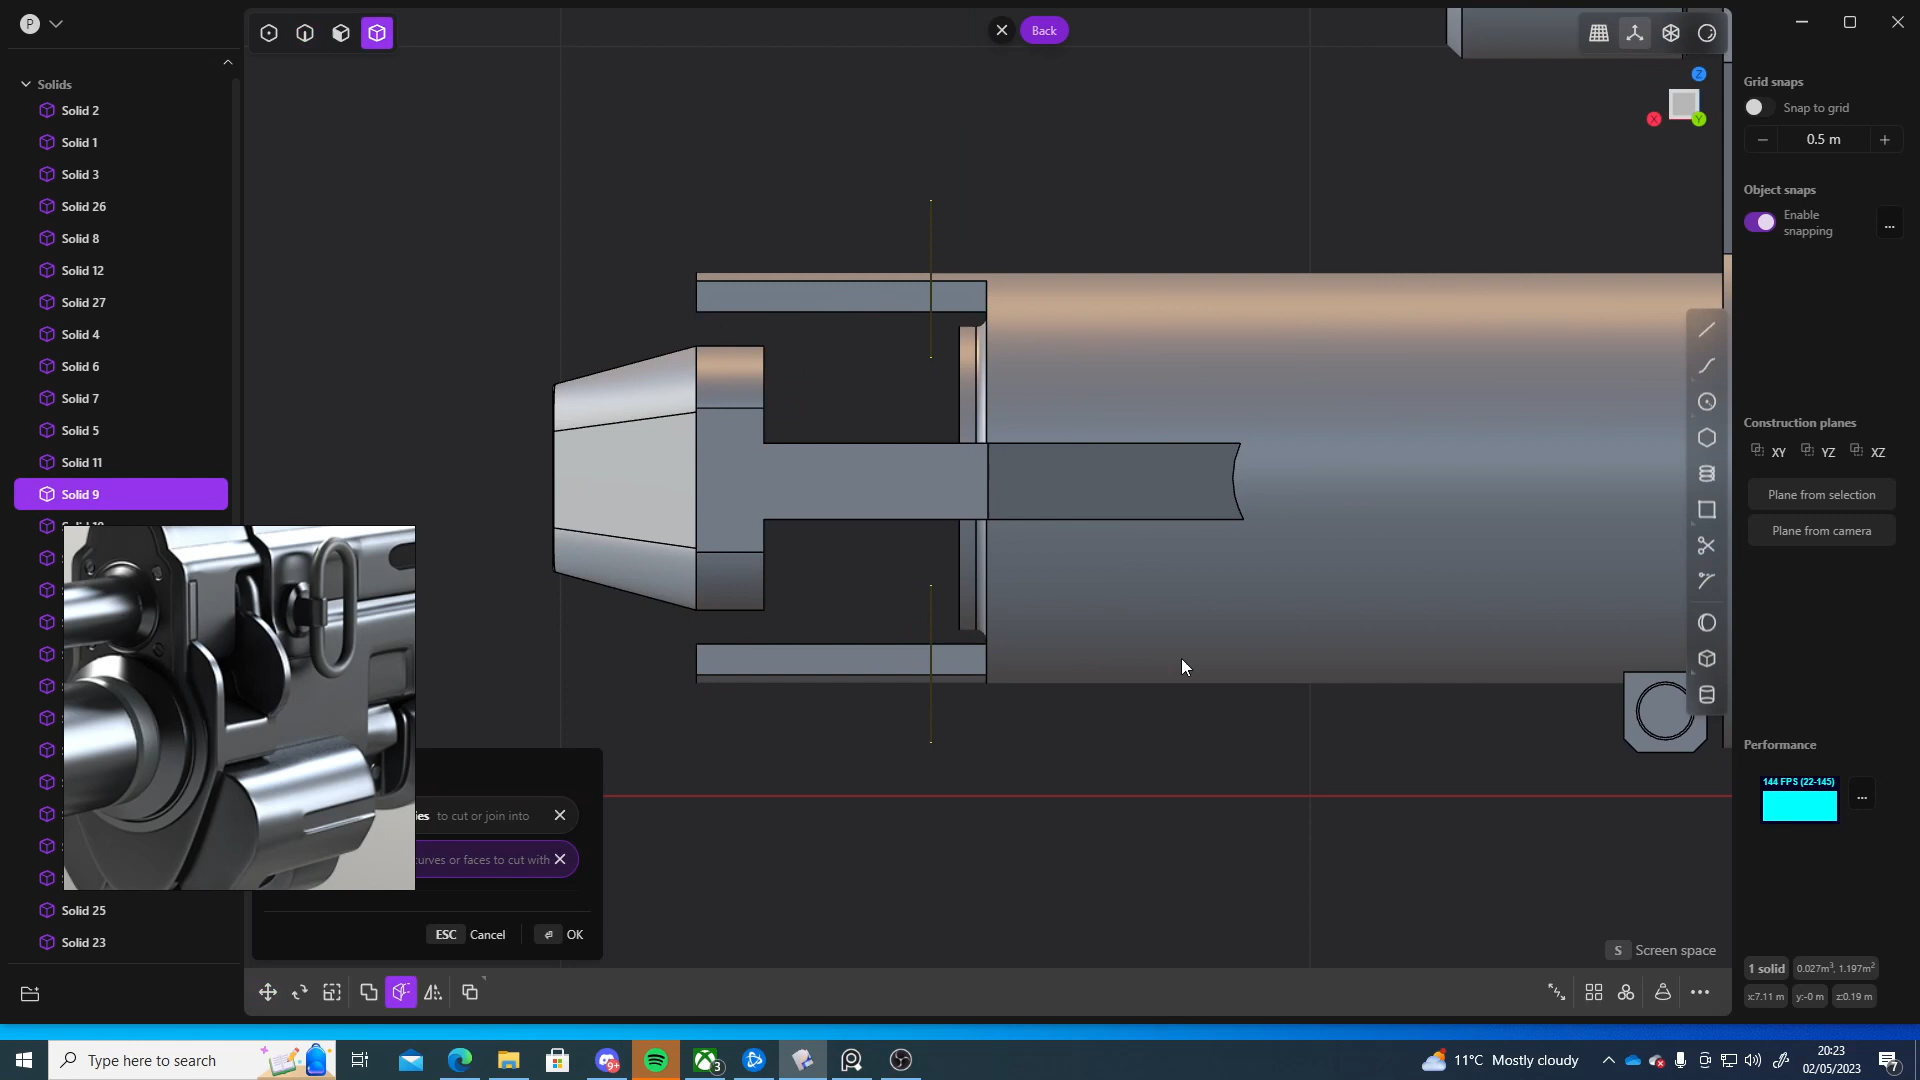 P
Solids
Solid 2
Solid 1
Solid 3
Solid 26
Solid 8
Solid 12
Solid 27
Solid 4
Solid 6
Solid 7
Solid 5
Solid 11
Solid 9
Solid 25
Solid 23
Back
Z
X
Y
Grid snaps
Snap to grid
0.5 m
Object snaps
Enable snapping
...
Construction planes
XY
YZ
XZ
Plane from selection
Plane from camera
Performance
144 FPS (22-145)
...
to cut or join into
curves or faces to cut with
ESC Cancel
OK
S Screen space
1 solid
0.027m³, 1.197m²
x:7.11 m
y:-0 m
z:0.19 m
Type here to search
9+
3
11°C Mostly cloudy
20:23
02/05/2023
7